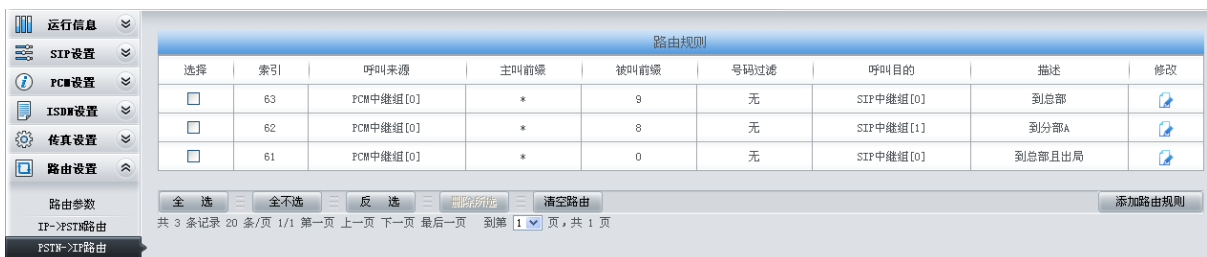 运行信息
SIP设置
PCM设置
ISDN设置
传真设置
路由设置
路由参数
IP->PSTN路由
PSTN->IP路由
路由规则
选择 索引 呼叫来源 主叫前缀 被叫前缀 号码过滤 呼叫目的 描述 修改
63 PCM中继组[0] * 9 无 SIP中继组[0] 到总部
62 PCM中继组[0] * 8 无 SIP中继组[1] 到分部A
61 PCM中继组[0] * 0 无 SIP中继组[0] 到总部且出局
全 选 全不选 反 选 删除所选 清空路由 添加路由规则
共 3 条记录 20 条/页 1/1 第一页 上一页 下一页 最后一页 到第 1 页,共 1 页